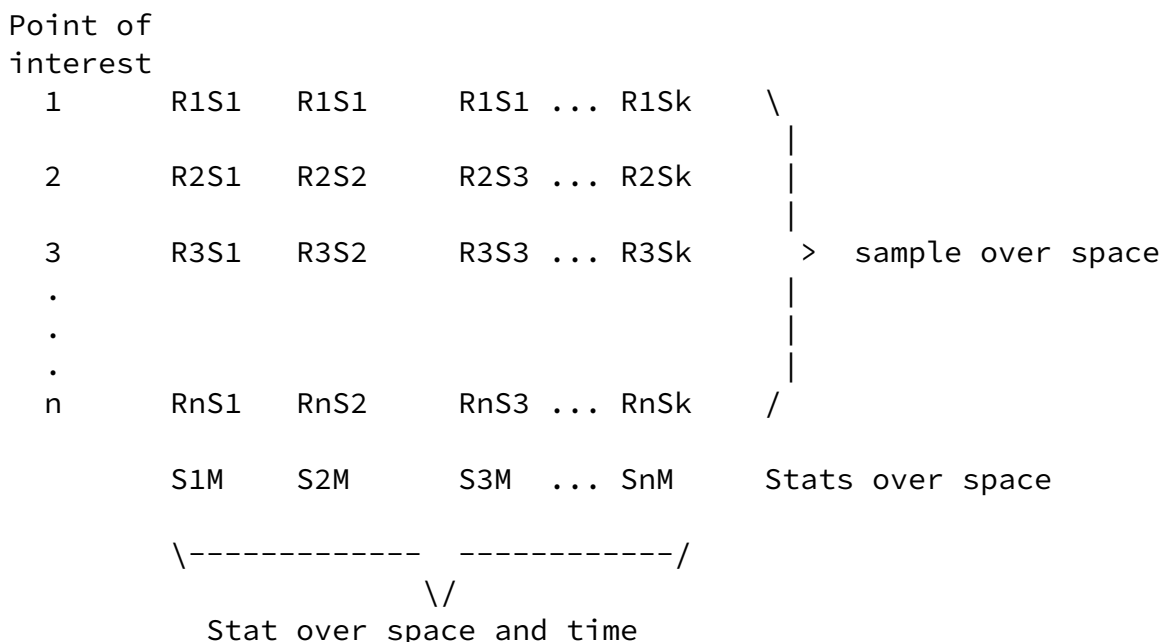 Point of
interest
1 R1S1 R1S1 R1S1 ... R1Sk \
|
2 R2S1 R2S2 R2S3 ... R2Sk |
|
3 R3S1 R3S2 R3S3 ... R3Sk > sample over space
. |
. |
. |
n RnS1 RnS2 RnS3 ... RnSk /
S1M S2M S3M ... SnM Stats over space
\------------- ------------/
\/
Stat over space and time